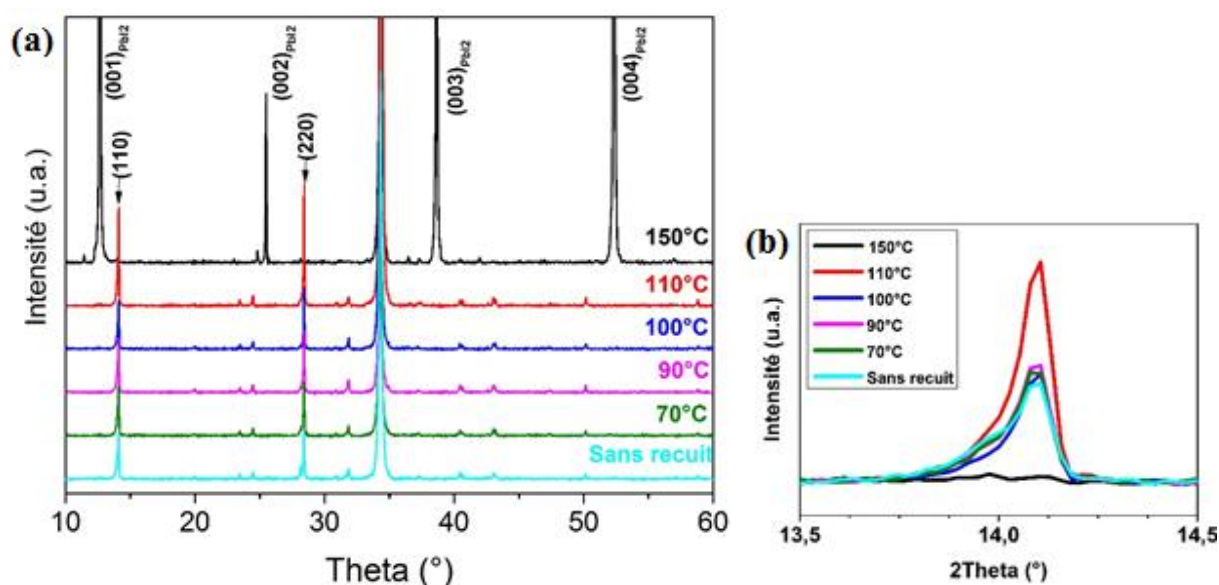 (a)
(001)PbI2
(110)
(002)PbI2
(220)
(003)PbI2
(004)PbI2
150°C
110°C
100°C
90°C
70°C
Sans recuit
Intensité (u.a.)
10 20 30 40 50 60
Theta (°)
(b)
150°C
110°C
100°C
90°C
70°C
Sans recuit
Intensité (u.a.)
13,5 14,0 14,5
2Theta (°)